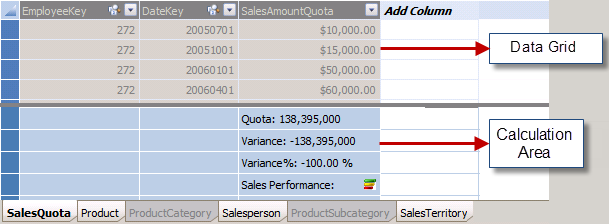 EmployeeKey DateKey SalesAmountQuota Add Column
272 20050701 $10,000.00
272 20051001 $15,000.00
Data Grid
272 20060101 $50,000.00
272 20060401 $60,000.00
Quota: 138,395,000
Variance: -138,395,000
Calculation
Area
Variance%: -100.00 %
Sales Performance:
SalesQuota Product ProductCategory Salesperson ProductSubcategory SalesTerritory